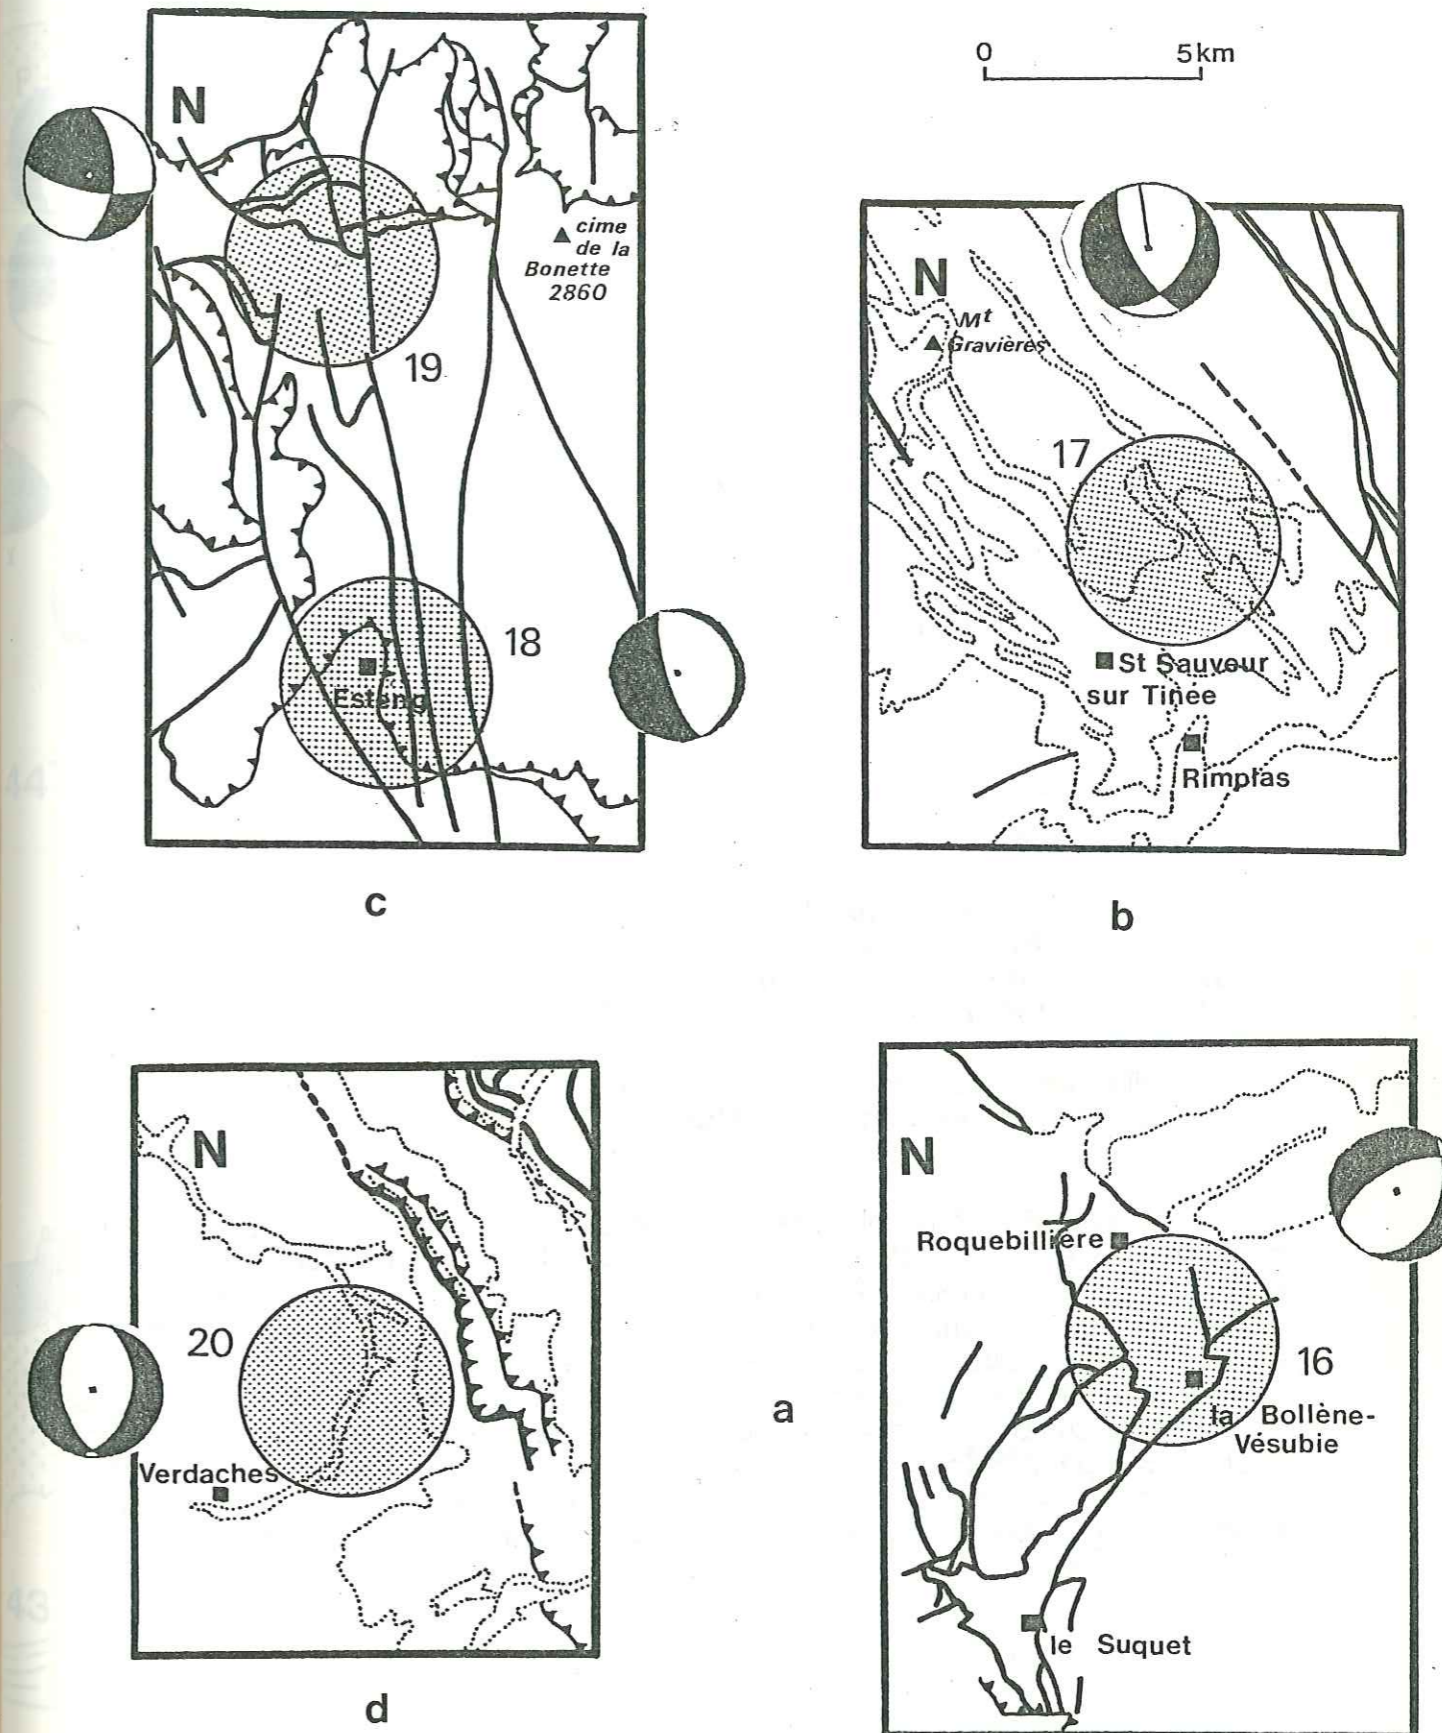 0 5km
N
cime
de la
Bonette
2860
19
18
Esteng
c
N
Mt
Gravières
17
St Sauveur
sur Tinée
Rimplas
b
N
20
Verdaches
d
a
N
Roquebillière
16
la Bollène-
Vésubie
le Suquet